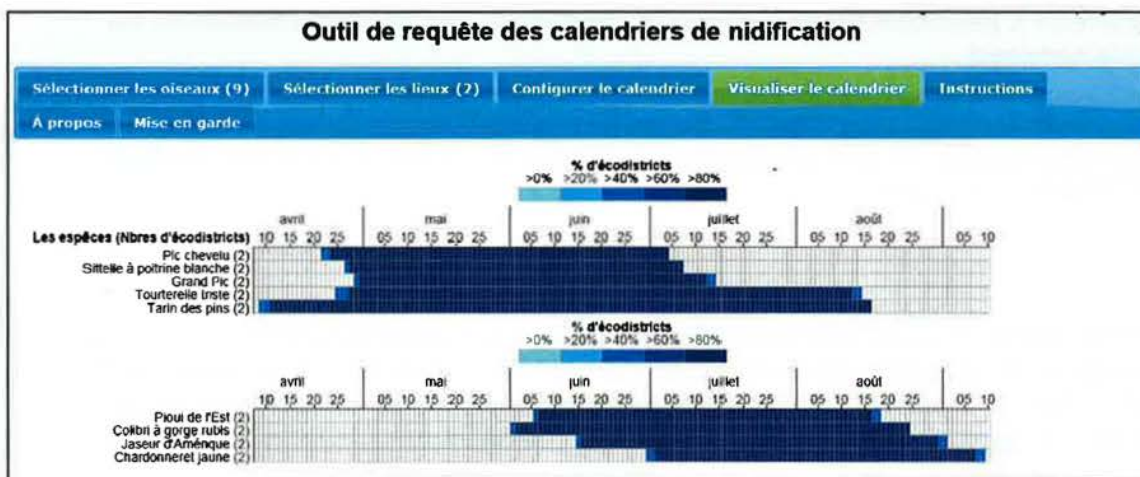 Outil de requête des calendriers de nidification
Sélectionner les oiseaux (9) Sélectionner les lieux (2) Configurer le calendrier Visualiser le calendrier Instructions
À propos Mise en garde
% d'écodistricts
>0% >20% >40% >60% >80%
avril mai juin juillet août
Les espèces (Nbres d'écodistricts) 10 15 20 25 05 10 15 20 25 05 10 15 20 25 05 10 15 20 25 05 10 15 20 25 05 10
Pic chevelu (2)
Sittelle à poitrine blanche (2)
Grand Pic (2)
Tourterelle triste (2)
Tarin des pins (2)
% d'écodistricts
>0% >20% >40% >60% >80%
avril mai juin juillet août
10 15 20 25 05 10 15 20 25 05 10 15 20 25 05 10 15 20 25 05 10 15 20 25 05 10
Pioui de l'Est (2)
Colibri à gorge rubis (2)
Jaseur d'Amérique (2)
Chardonneret jaune (2)